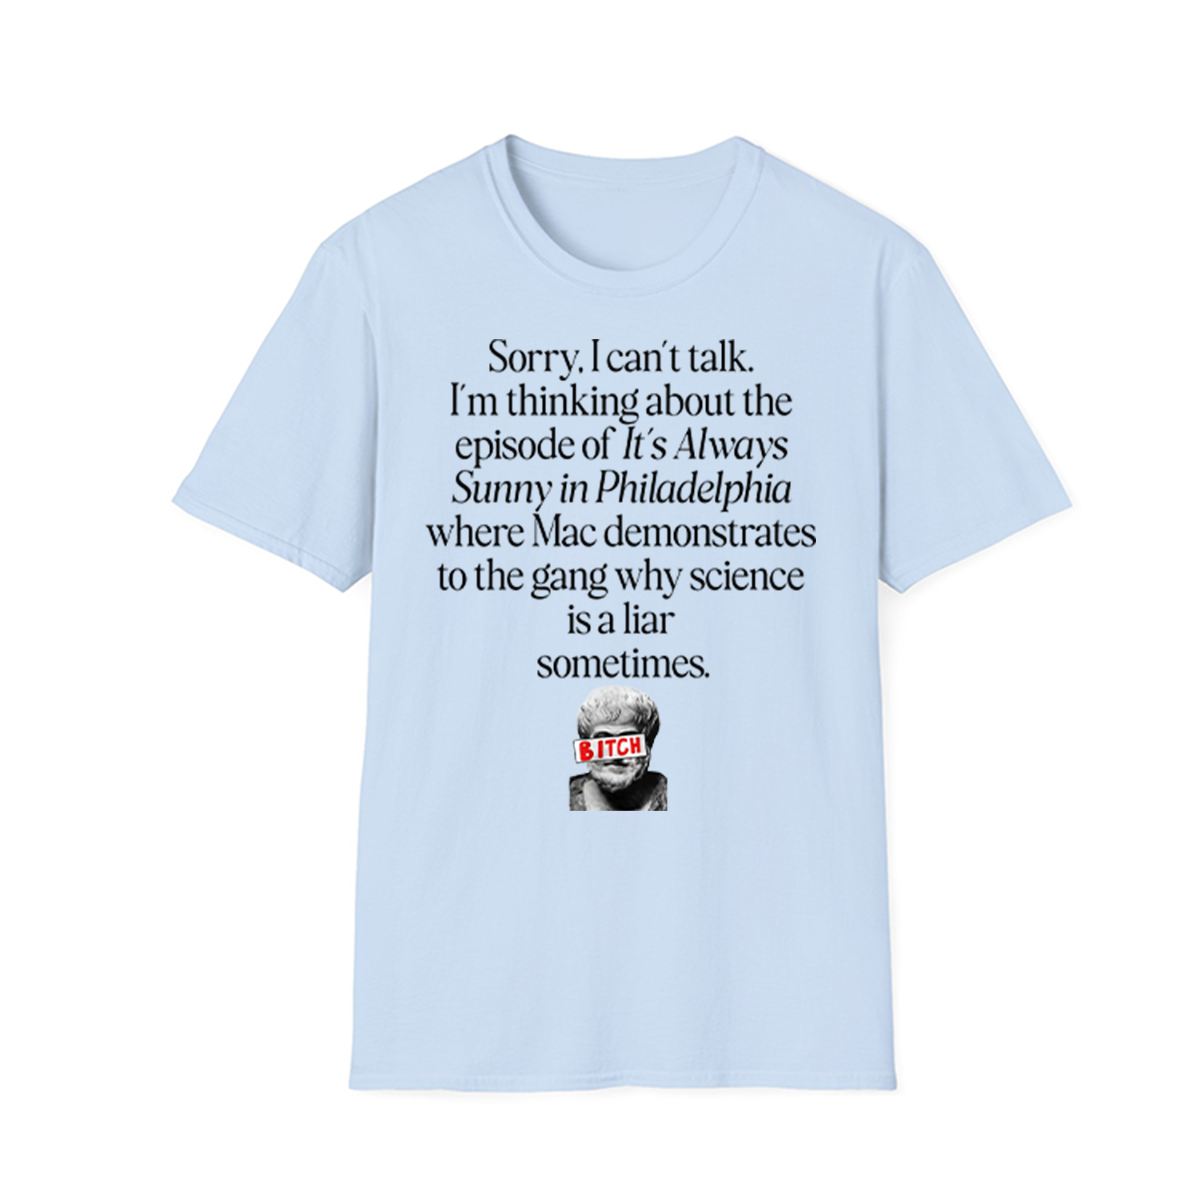 Sorry, I can't talk.
I'm thinking about the
episode of It's Always
Sunny in Philadelphia
where Mac demonstrates
to the gang why science
is a liar
sometimes.
BITCH